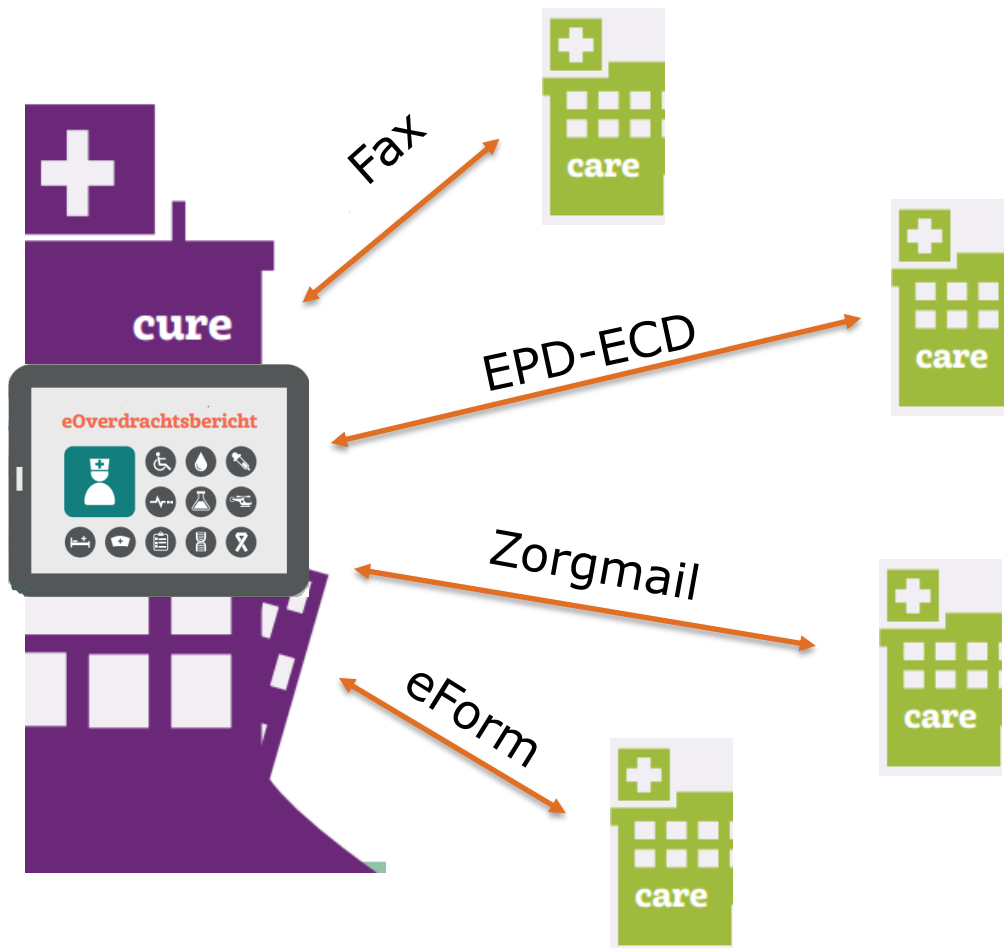 Fax
care
cure
EPD-ECD
care
eOverdrachtsbericht
Zorgmail
care
eForm
care